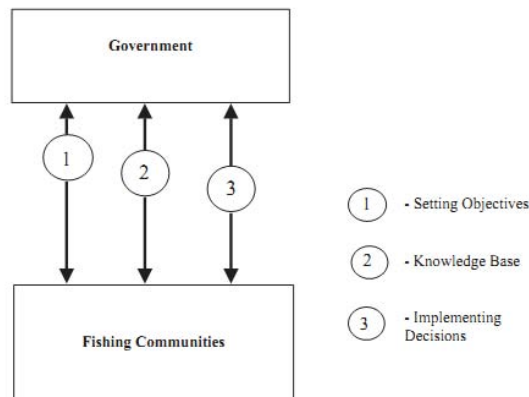 Government
1
2
3
Fishing Communities
1 - Setting Objectives
2 - Knowledge Base
3 - Implementing
Decisions